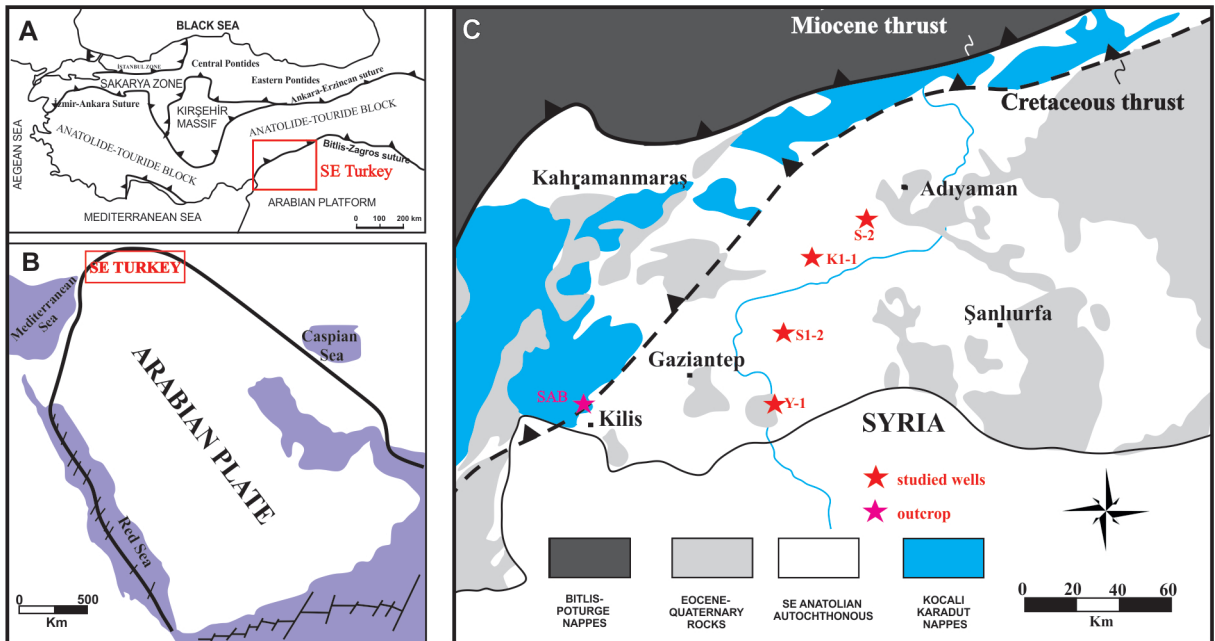 A
BLACK SEA
İSTANBUL ZONE
Central Pontides
SAKARYA ZONE
Eastern Pontides
Ankara-Erzincan suture
İzmir-Ankara Suture
KIRŞEHİR
MASSIF
ANATOLIDE-TOURIDE BLOCK
ANATOLIDE-TOURIDE BLOCK
Bitlis-Zagros suture
AEGEAN SEA
SE Turkey
ARABIAN PLATFORM
MEDITERRANEAN SEA
0 100 200 km
B
SE TURKEY
Mediterranean
Sea
Caspian
Sea
ARABIAN PLATE
Red Sea
0 500
Km
C
Miocene thrust
Cretaceous thrust
Kahramanmaraş
Adıyaman
S-2
K1-1
Şanlıurfa
S1-2
Gaziantep
SAB
Y-1
Kilis
SYRIA
studied wells
outcrop
BITLIS-
POTURGE
NAPPES
EOCENE-
QUATERNARY
ROCKS
SE ANATOLIAN
AUTOCHTHONOUS
KOCALI
KARADUT
NAPPES
0 20 40 60
Km